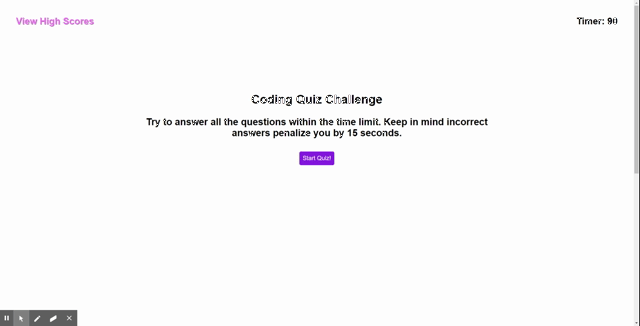 View High Scores
Timer: 90
Coding Quiz Challenge
Try to answer all the questions within the time limit. Keep in mind incorrect
answers penalize you by 15 seconds.
Start Quiz!